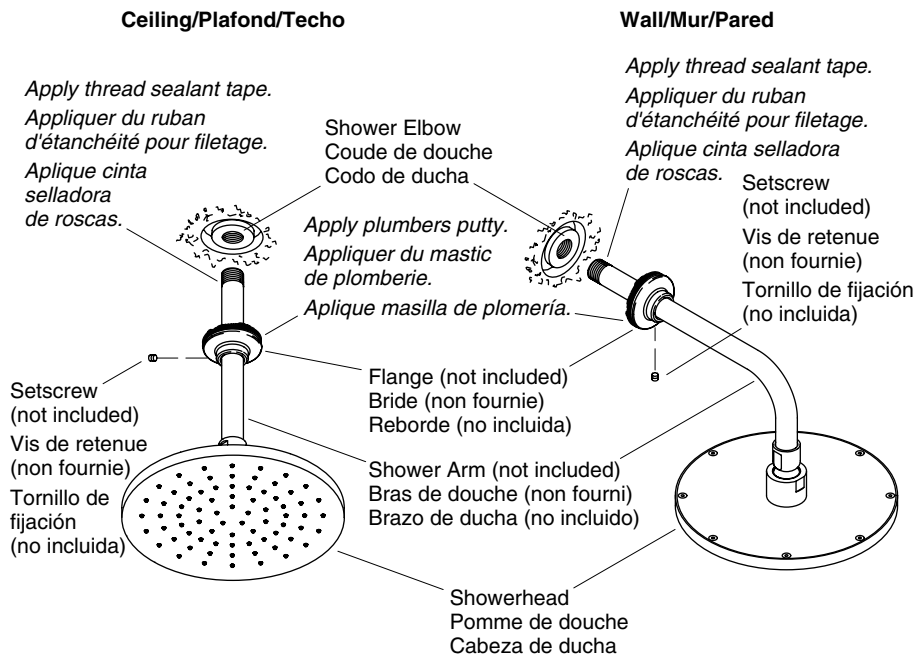 Ceiling/Plafond/Techo
Wall/Mur/Pared
Apply thread sealant tape.
Appliquer du ruban
d'étanchéité pour filetage.
Aplique cinta
selladora
de roscas.
Shower Elbow
Coude de douche
Codo de ducha
Apply thread sealant tape.
Appliquer du ruban
d'étanchéité pour filetage.
Aplique cinta selladora
de roscas.
Setscrew
(not included)
Vis de retenue
(non fournie)
Tornillo de fijación
(no incluida)
Apply plumbers putty.
Appliquer du mastic
de plomberie.
Aplique masilla de plomería.
Setscrew
(not included)
Vis de retenue
(non fournie)
Tornillo de
fijación
(no incluida)
Flange (not included)
Bride (non fournie)
Reborde (no incluida)
Shower Arm (not included)
Bras de douche (non fourni)
Brazo de ducha (no incluido)
Showerhead
Pomme de douche
Cabeza de ducha